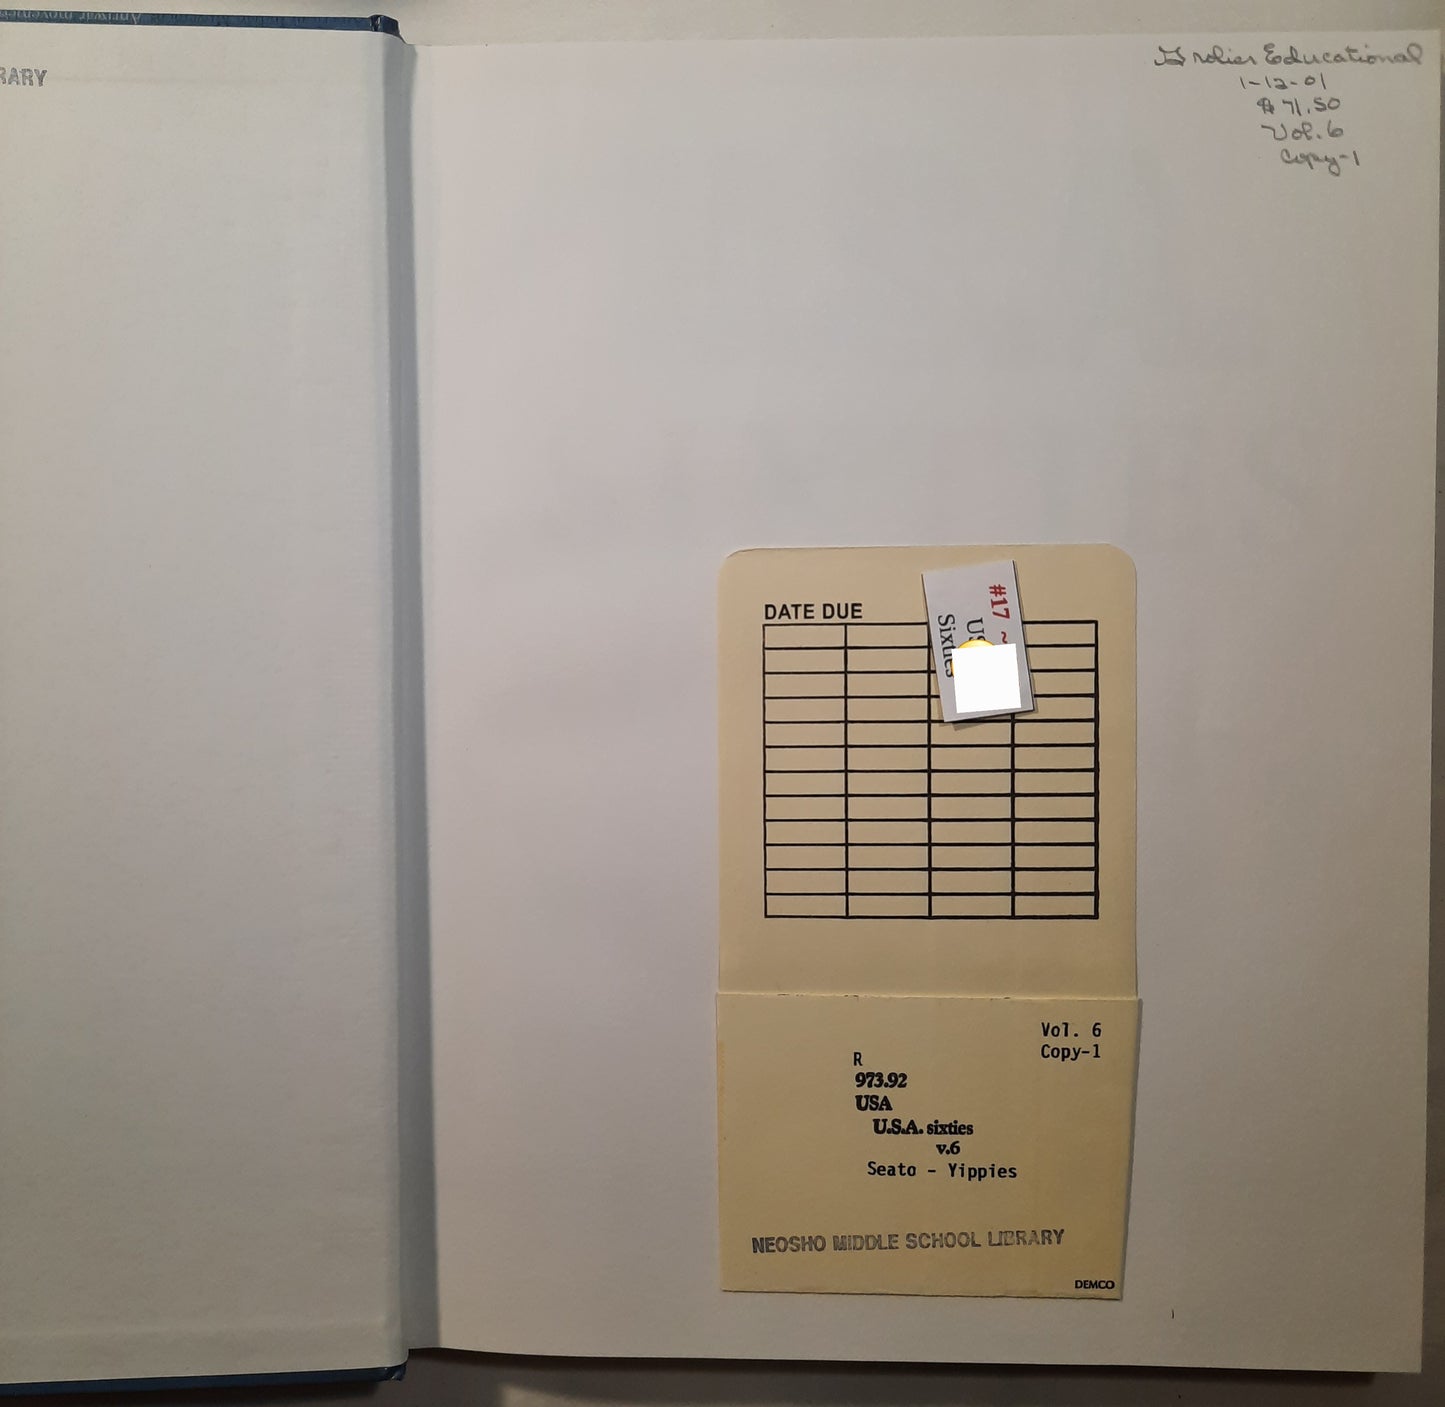 RARY
Grolier Educational
1-12-01
$71.50
Vol. 6
Copy-1
DATE DUE
#17 ~
Sixties
Vol. 6
Copy-1
R
973.92
USA
U.S.A. sixties
v.6
Seato - Yippies
NEOSHO MIDDLE SCHOOL LIBRARY
DEMCO